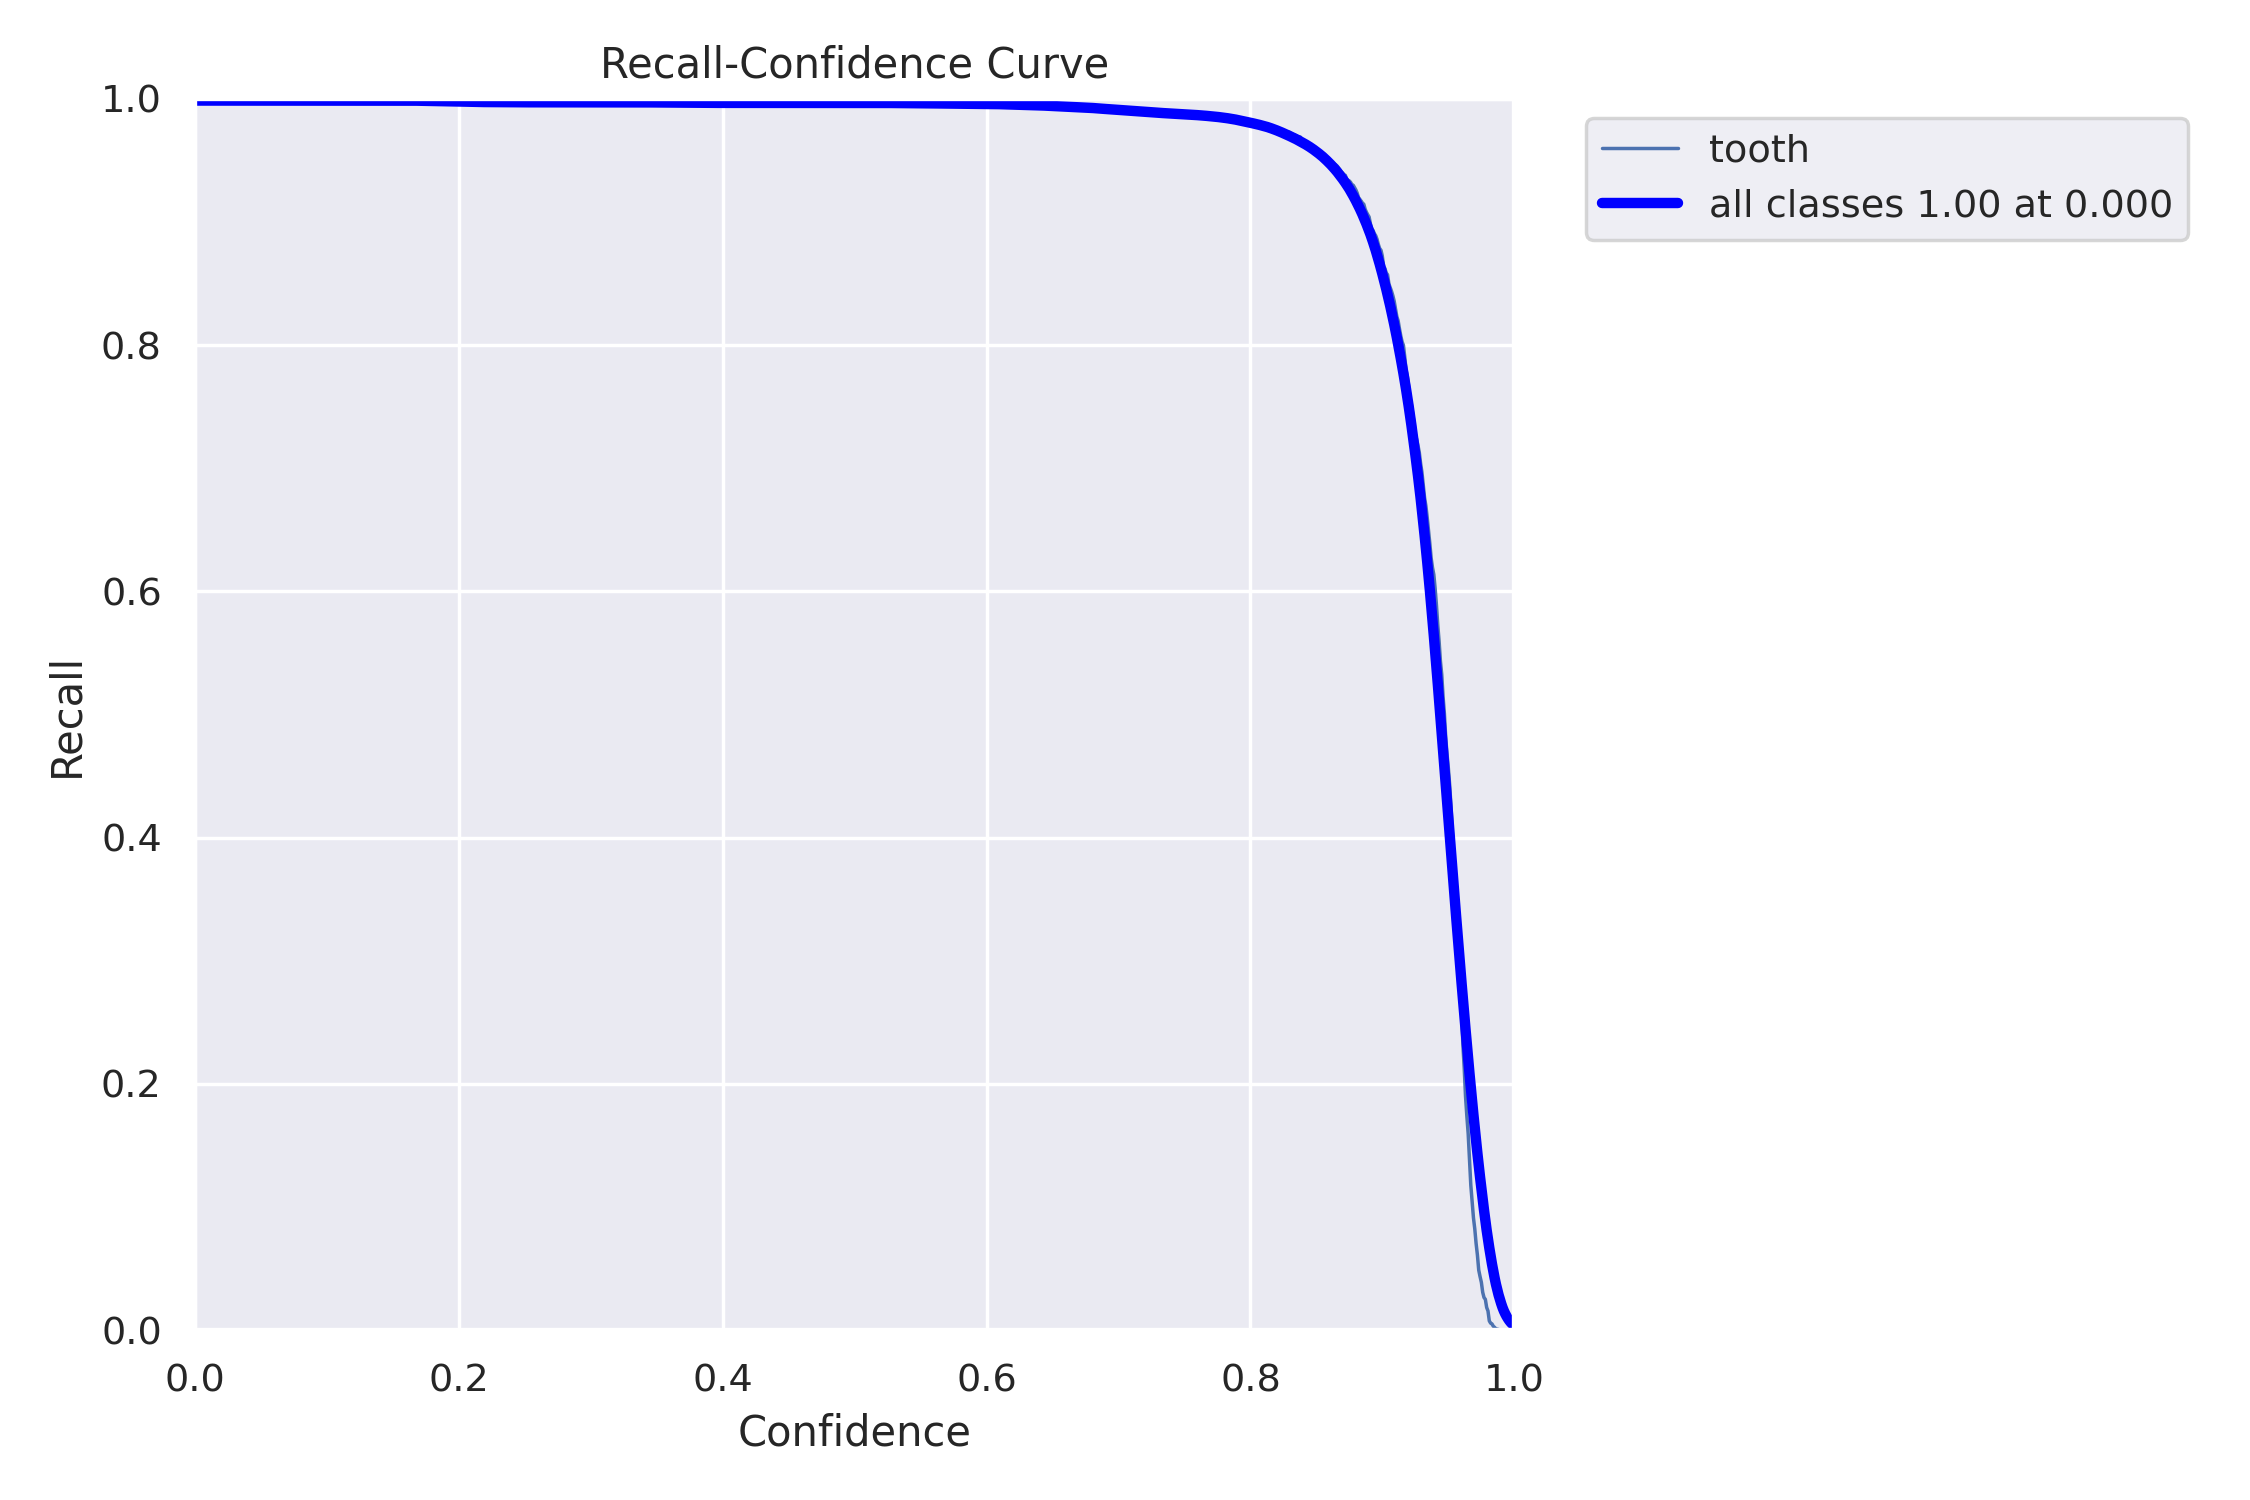 Recall-Confidence Curve
1.0
0.8
0.6
0.4
0.2
0.0
Recall
0.0 0.2 0.4 0.6 0.8 1.0
Confidence
tooth
all classes 1.00 at 0.000